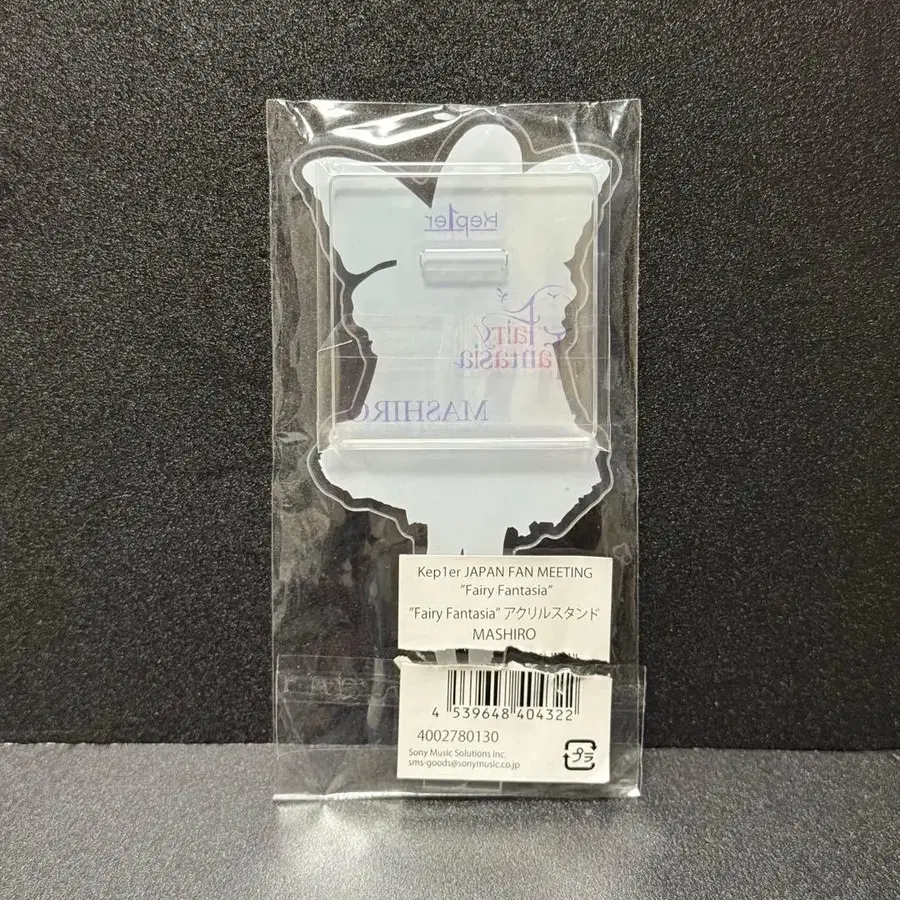 Kep1er
Fairy
Fantasia
MASHIRO
Kep1er JAPAN FAN MEETING
"Fairy Fantasia"
"Fairy Fantasia" アクリルスタンド
MASHIRO
4 539648 404322
4002780130
Sony Music Solutions Inc.
sms-goods@sonymusic.co.jp
プラ